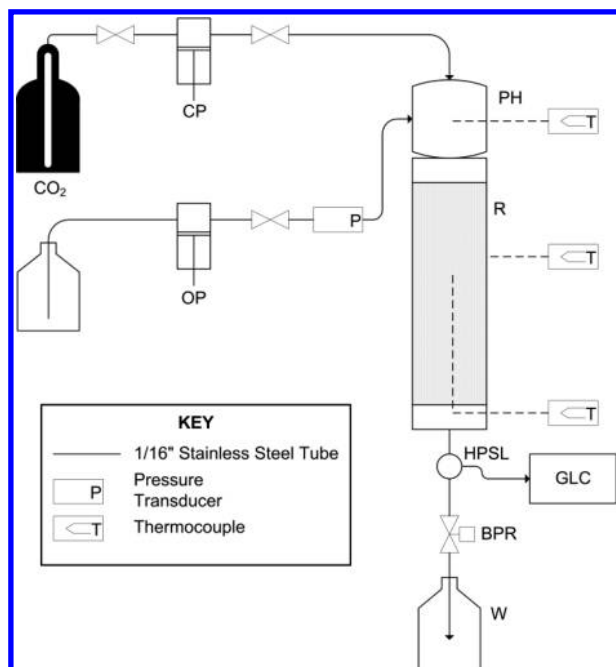 CP
PH
T
CO₂
R
P
T
OP
KEY
1/16" Stainless Steel Tube
P
Pressure
Transducer
T
Thermocouple
T
HPSL
GLC
BPR
W